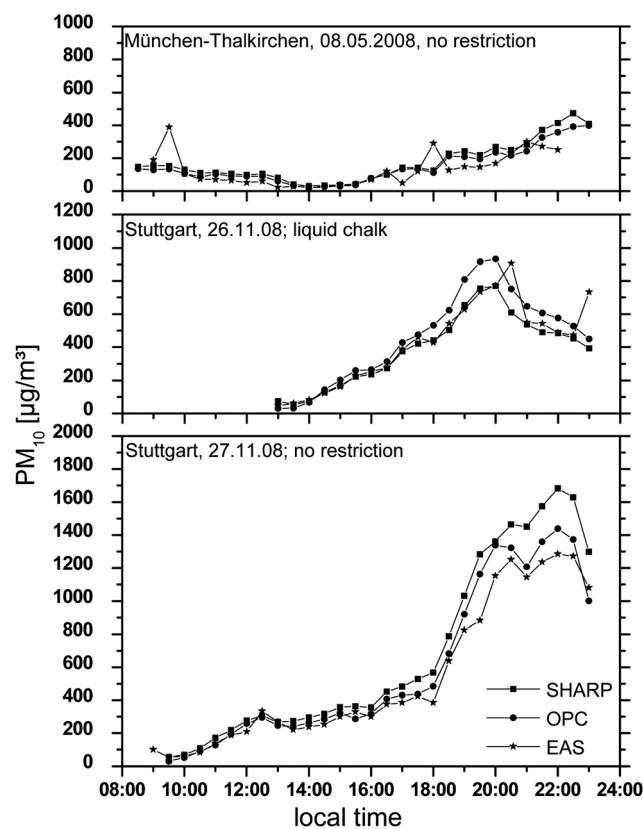 1000
800
600
400
200
0
München-Thalkirchen, 08.05.2008, no restriction
1200
1000
800
600
400
200
0
Stuttgart, 26.11.08; liquid chalk
PM10 [µg/m³]
2000
1800
1600
1400
1200
1000
800
600
400
200
0
Stuttgart, 27.11.08; no restriction
SHARP
OPC
EAS
08:00 10:00 12:00 14:00 16:00 18:00 20:00 22:00 24:00
local time